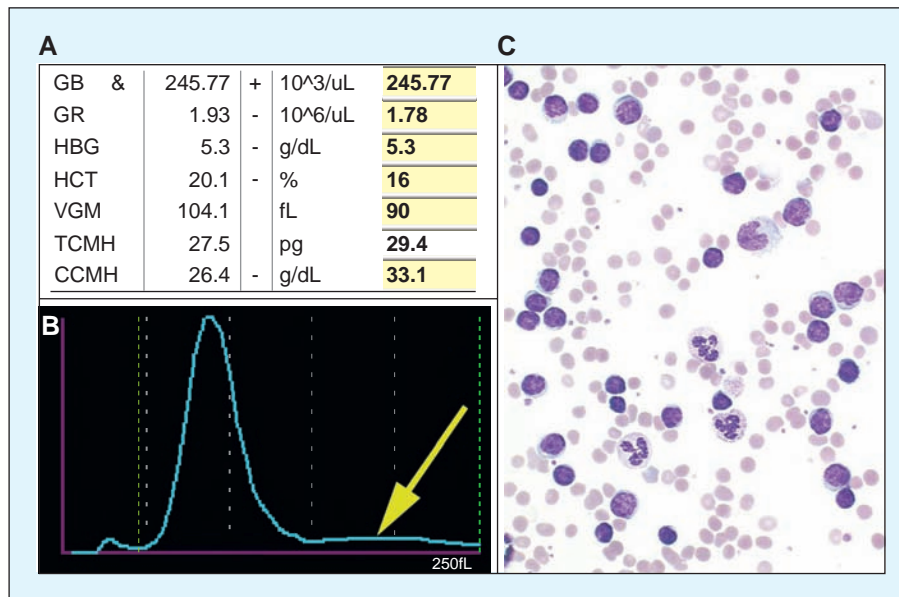 A
GB & 245.77 + 10^3/uL 245.77
GR 1.93 - 10^6/uL 1.78
HBG 5.3 - g/dL 5.3
HCT 20.1 - % 16
VGM 104.1 fL 90
TCMH 27.5 pg 29.4
CCMH 26.4 - g/dL 33.1
B
250fL
C